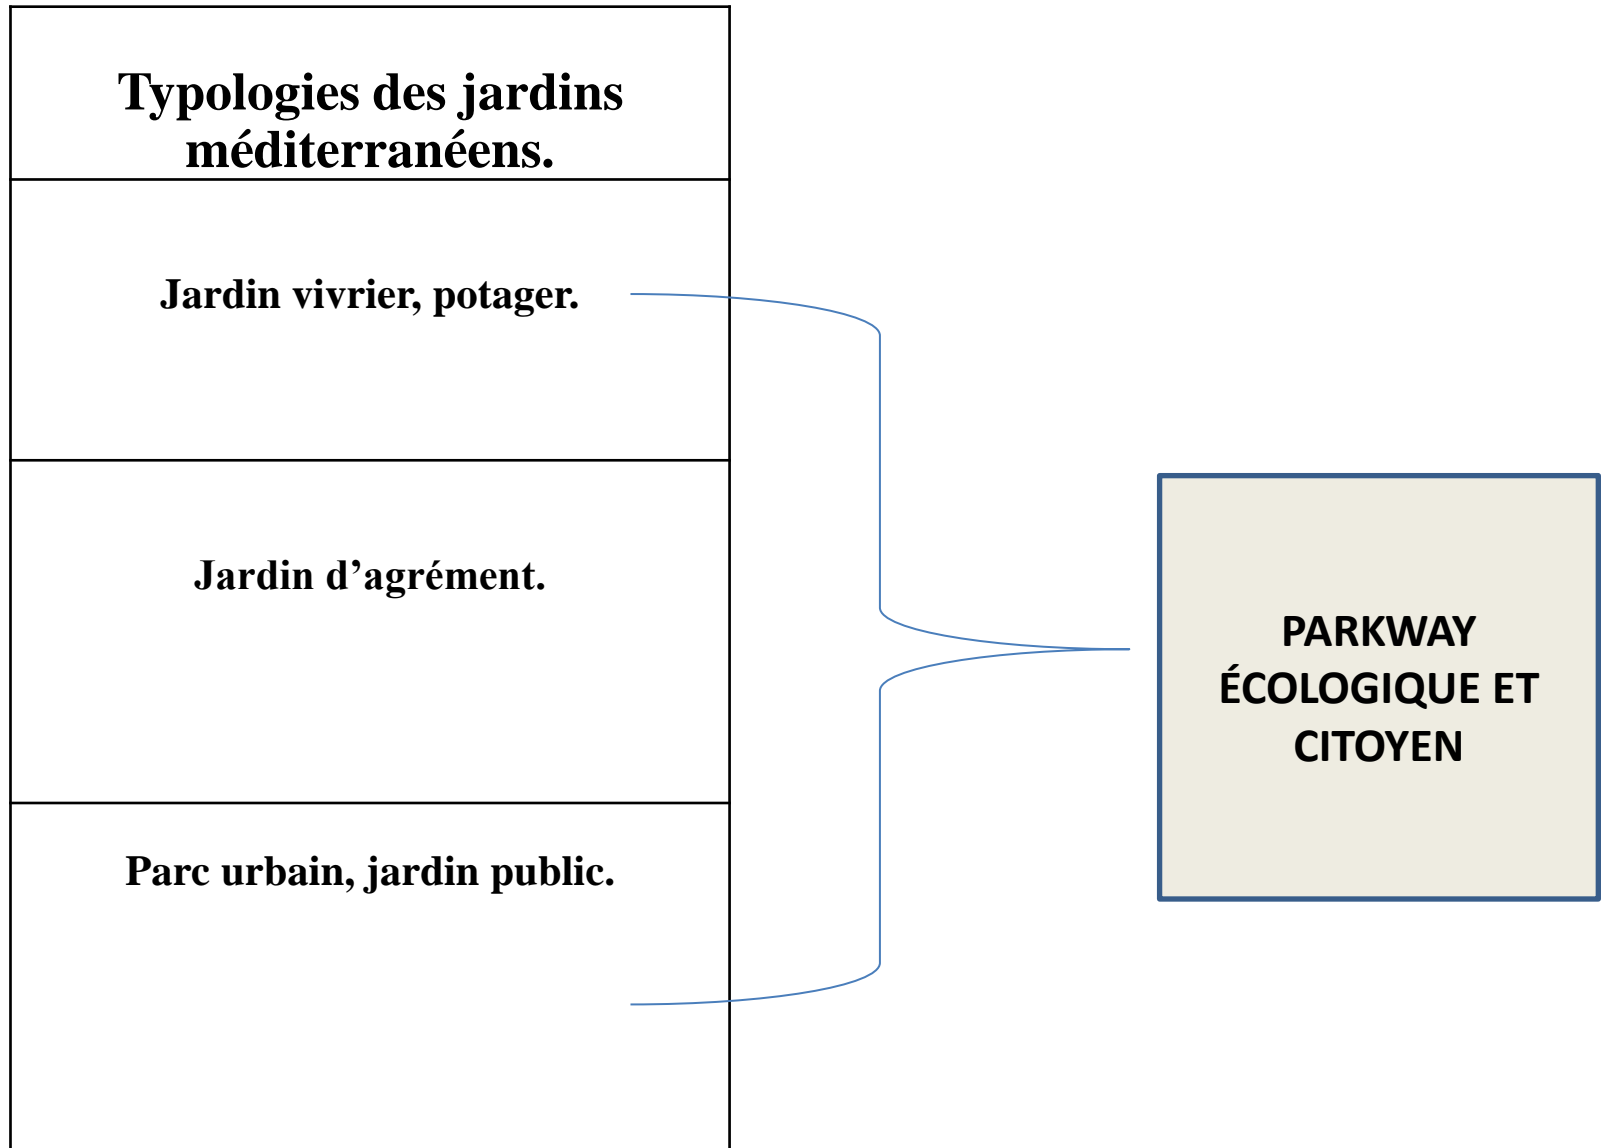 Typologies des jardins
méditerranéens.
Jardin vivrier, potager.
Jardin d’agrément.
Parc urbain, jardin public.
PARKWAY
ÉCOLOGIQUE ET
CITOYEN